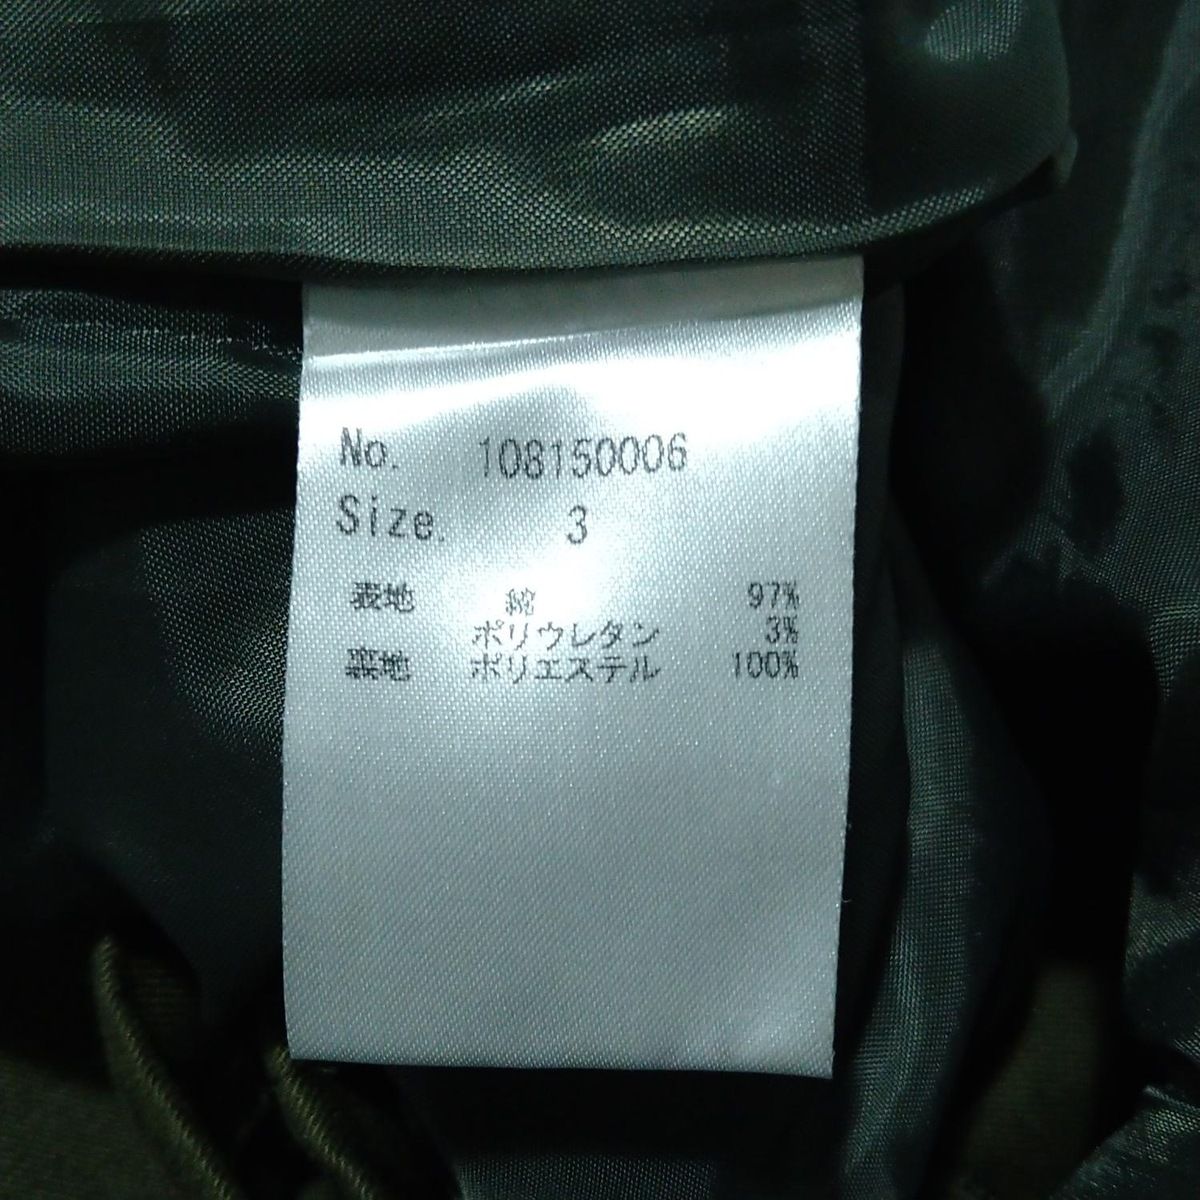 No. 108150006
Size. 3
表地 綿 97%
ポリウレタン 3%
裏地 ポリエステル 100%